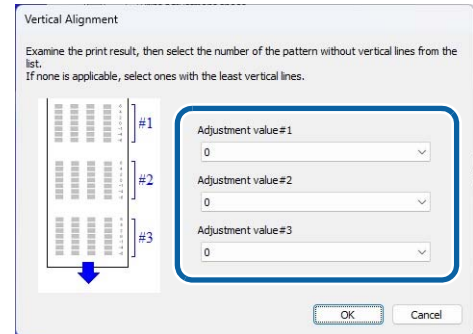 Vertical Alignment
Examine the print result, then select the number of the pattern without vertical lines from the
list.
If none is applicable, select ones with the least vertical lines.
#1
#2
#3
Adjustment value#1
0
Adjustment value#2
0
Adjustment value#3
0
OK
Cancel